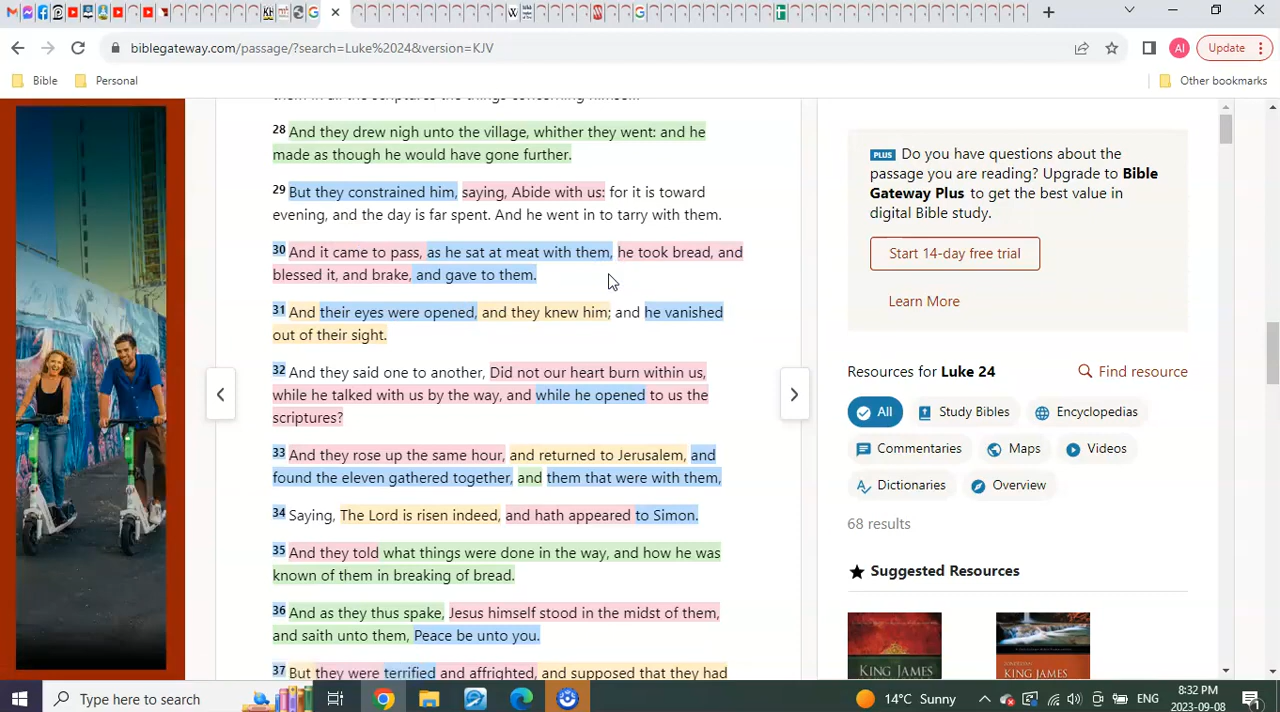 biblegateway.com/passage/?search=Luke%2024&version=KJV
AI
Update
Bible
Personal
Other bookmarks
them in all the scriptures the things concerning himself.
28 And they drew nigh unto the village, whither they went: and he
made as though he would have gone further.
29 But they constrained him, saying, Abide with us: for it is toward
evening, and the day is far spent. And he went in to tarry with them.
30 And it came to pass, as he sat at meat with them, he took bread, and
blessed it, and brake, and gave to them.
31 And their eyes were opened, and they knew him; and he vanished
out of their sight.
32 And they said one to another, Did not our heart burn within us,
while he talked with us by the way, and while he opened to us the
scriptures?
33 And they rose up the same hour, and returned to Jerusalem, and
found the eleven gathered together, and them that were with them,
34 Saying, The Lord is risen indeed, and hath appeared to Simon.
35 And they told what things were done in the way, and how he was
known of them in breaking of bread.
36 And as they thus spake, Jesus himself stood in the midst of them,
and saith unto them, Peace be unto you.
37 But they were terrified and affrighted, and supposed that they had
PLUS Do you have questions about the
passage you are reading? Upgrade to Bible
Gateway Plus to get the best value in
digital Bible study.
Start 14-day free trial
Learn More
Resources for Luke 24
Find resource
All
Study Bibles
Encyclopedias
Commentaries
Maps
Videos
Dictionaries
Overview
68 results
Suggested Resources
KING JAMES
KING JAMES
Type here to search
14°C Sunny
ENG
8:32 PM
2023-09-08
1